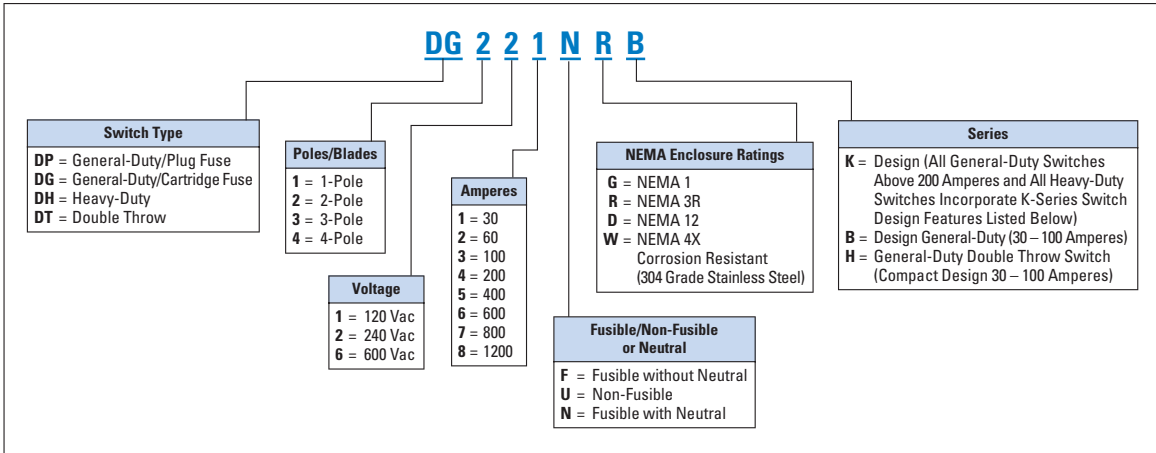 DG 2 2 1 N R B
Switch Type
DP = General-Duty/Plug Fuse
DG = General-Duty/Cartridge Fuse
DH = Heavy-Duty
DT = Double Throw
Poles/Blades
1 = 1-Pole
2 = 2-Pole
3 = 3-Pole
4 = 4-Pole
Voltage
1 = 120 Vac
2 = 240 Vac
6 = 600 Vac
Amperes
1 = 30
2 = 60
3 = 100
4 = 200
5 = 400
6 = 600
7 = 800
8 = 1200
Fusible/Non-Fusible
or Neutral
F = Fusible without Neutral
U = Non-Fusible
N = Fusible with Neutral
NEMA Enclosure Ratings
G = NEMA 1
R = NEMA 3R
D = NEMA 12
W = NEMA 4X
Corrosion Resistant
(304 Grade Stainless Steel)
Series
K = Design (All General-Duty Switches
Above 200 Amperes and All Heavy-Duty
Switches Incorporate K-Series Switch
Design Features Listed Below)
B = Design General-Duty (30 – 100 Amperes)
H = General-Duty Double Throw Switch
(Compact Design 30 – 100 Amperes)